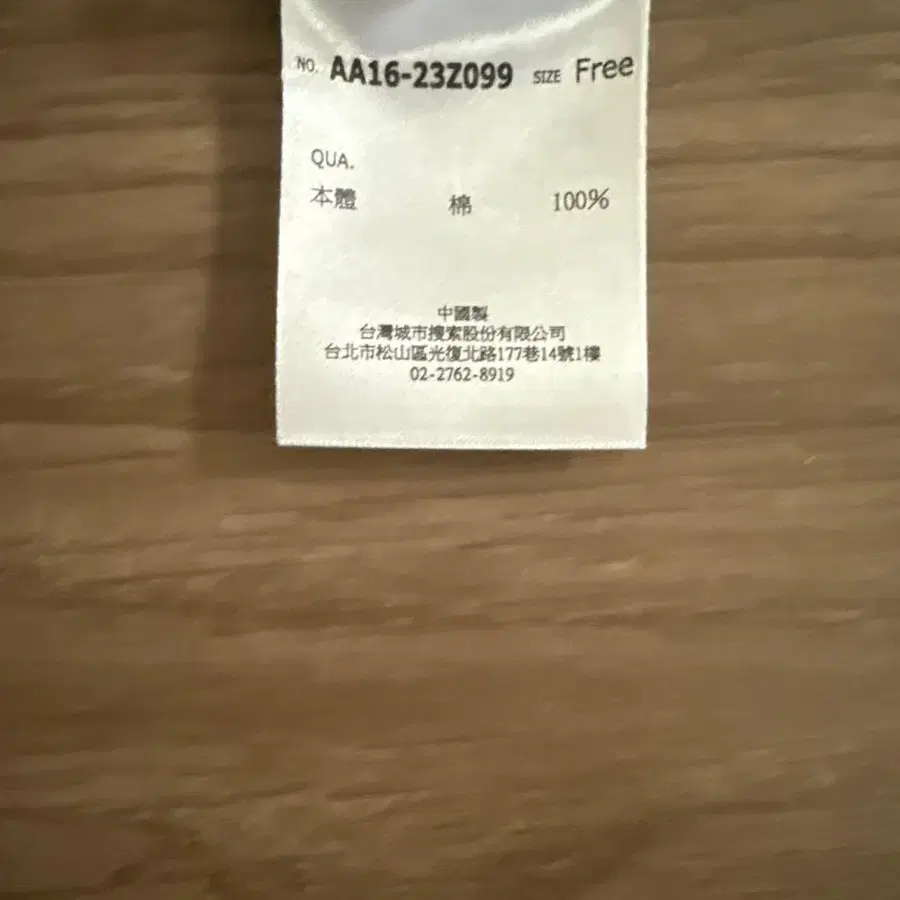 NO. AA16-23Z099 SIZE Free
QUA.
本體 棉 100%
中國製
台灣城市搜索股份有限公司
台北市松山區光復北路177巷14號1樓
02-2762-8919